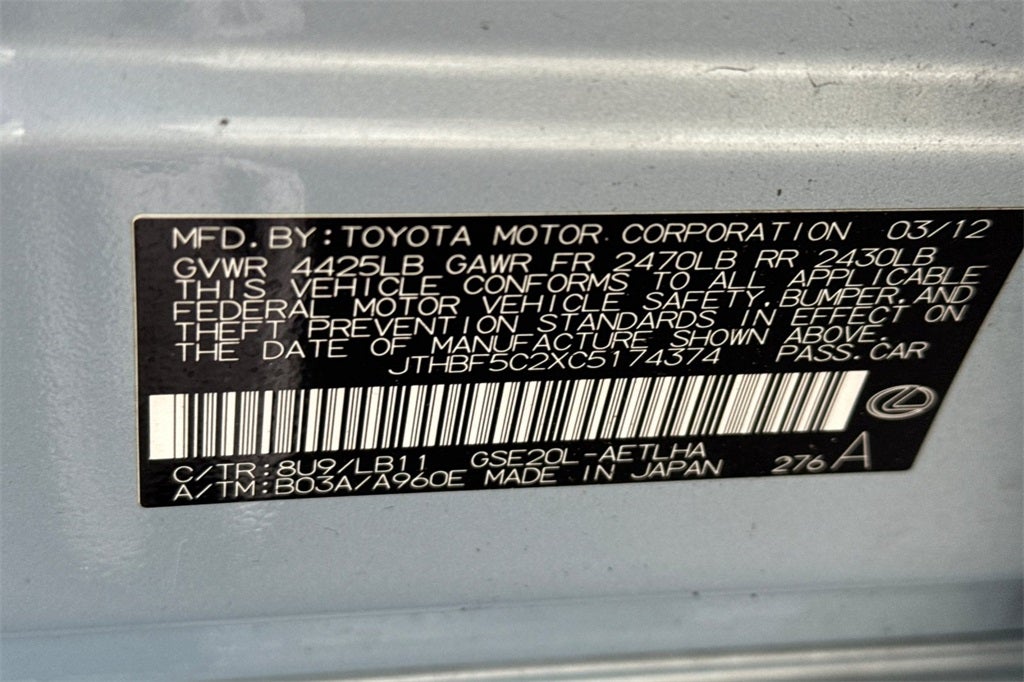 MFD. BY: TOYOTA MOTOR CORPORATION 03/12
GVWR 4425LB GAWR FR 2470LB RR 2430LB
THIS VEHICLE CONFORMS TO ALL APPLICABLE
FEDERAL MOTOR VEHICLE SAFETY, BUMPER, AND
THEFT PREVENTION STANDARDS IN EFFECT ON
THE DATE OF MANUFACTURE SHOWN ABOVE.
JTHBF5C2XC5174374 PASS. CAR
C/TR: 8U9/LB11 GSE20L-AETLHA
A/TM: B03A/A960E MADE IN JAPAN 276 A